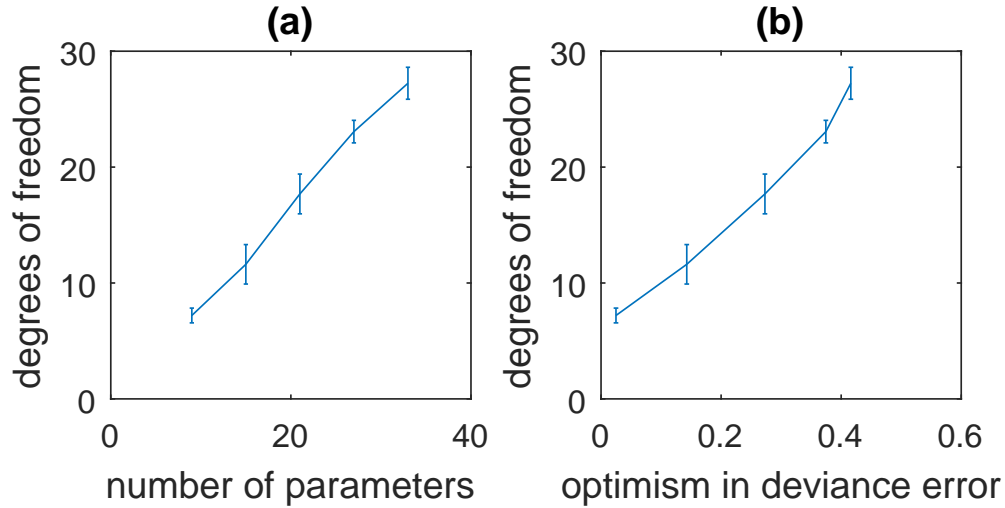 (a)
degrees of freedom
30
20
10
0
0 20 40
number of parameters
(b)
degrees of freedom
30
20
10
0
0 0.2 0.4 0.6
optimism in deviance error